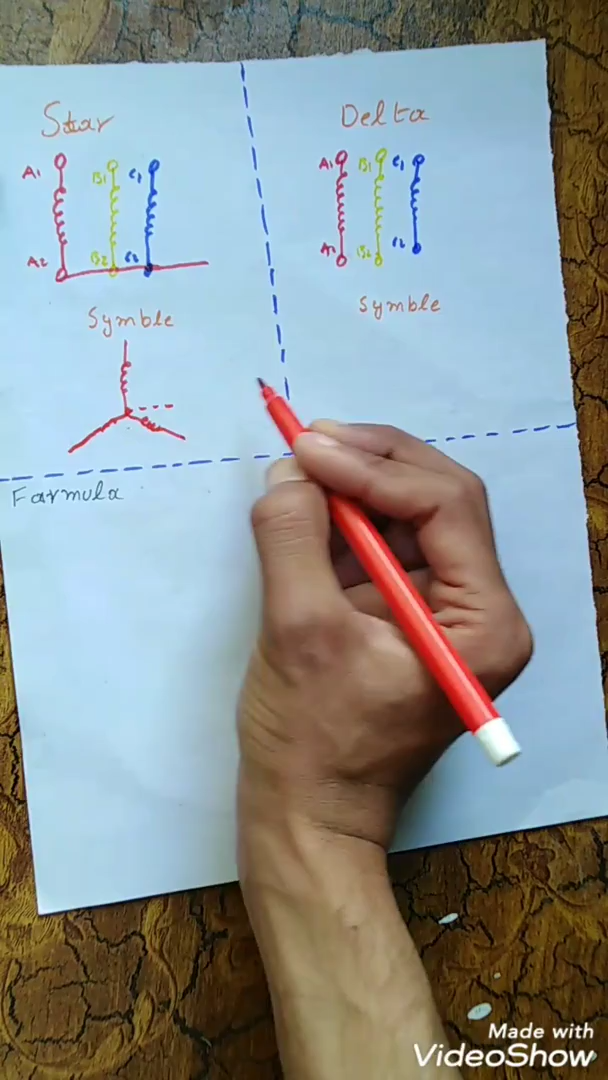 Star
Delta
A1 B1 C1
A1 B1 C1
A2 B2 C2
A2 B2 C2
Symble
Symble
Farmula
Made with
VideoShow